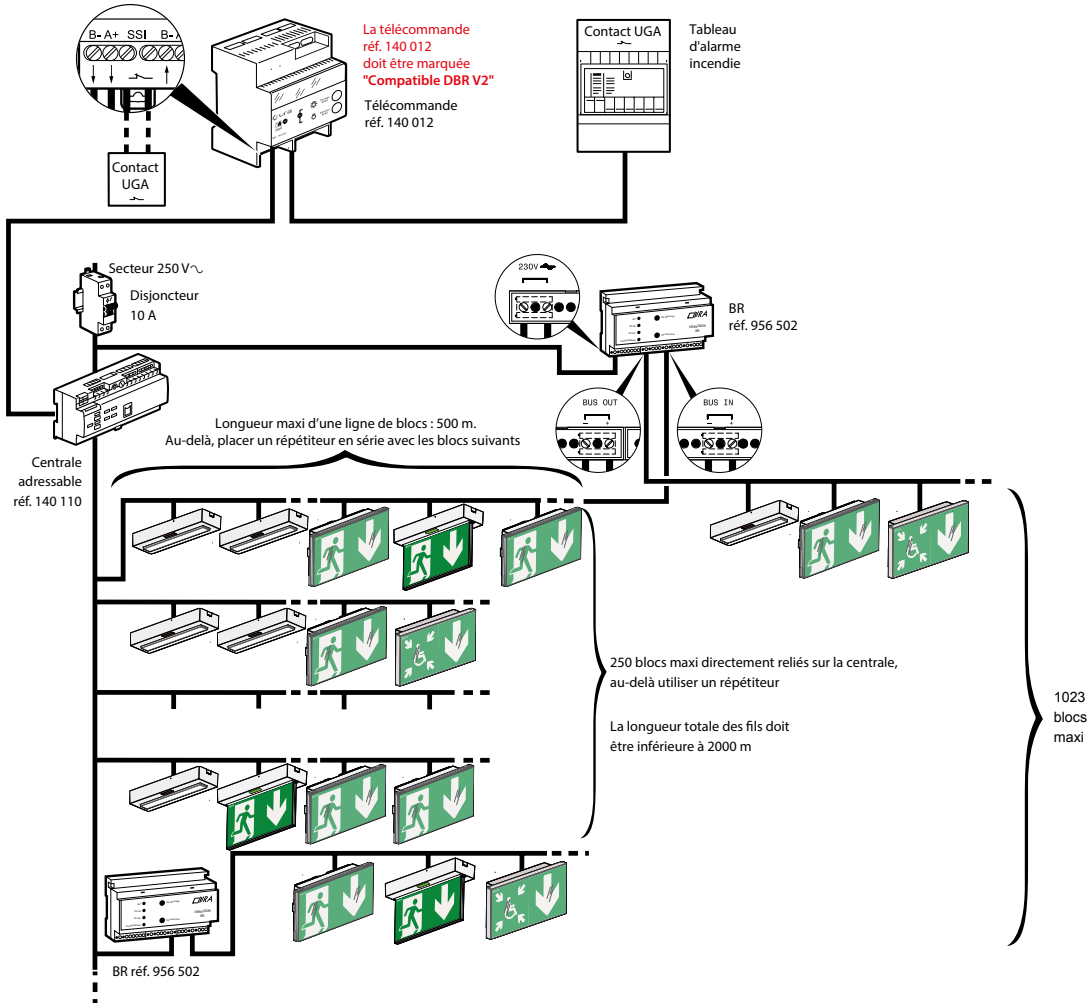 B- A+ SSI B-
Contact
UGA
La télécommande
réf. 140 012
doit être marquée
"Compatible DBR V2"
Télécommande
réf. 140 012
Contact UGA
Tableau
d'alarme
incendie
Secteur 250 V
Disjoncteur
10 A
230V
BR
réf. 956 502
BUS OUT
- +
BUS IN
- +
Centrale
adressable
réf. 140 110
Longueur maxi d'une ligne de blocs : 500 m.
Au-delà, placer un répétiteur en série avec les blocs suivants
250 blocs maxi directement reliés sur la centrale,
au-delà utiliser un répétiteur
La longueur totale des fils doit
être inférieure à 2000 m
1023
blocs
maxi
BR réf. 956 502